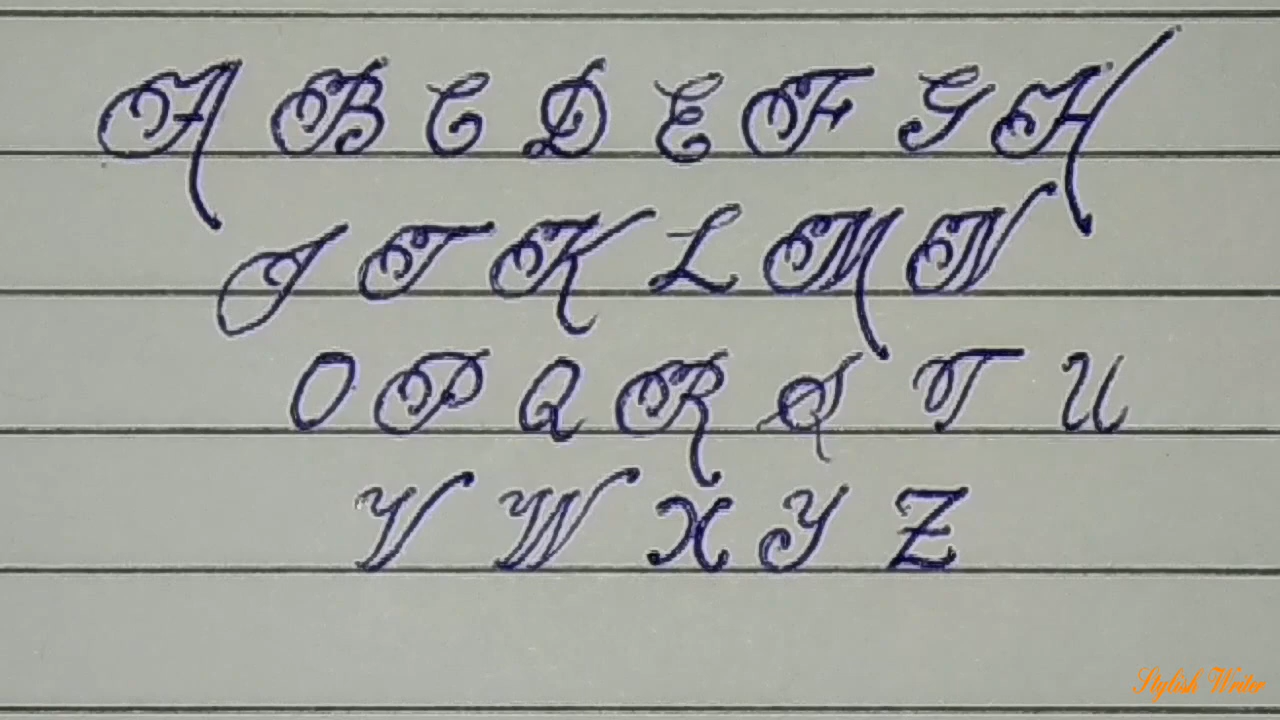 A B C D E F G H
I J K L M N
O P Q R S T U
V W X Y Z
Stylish Writer